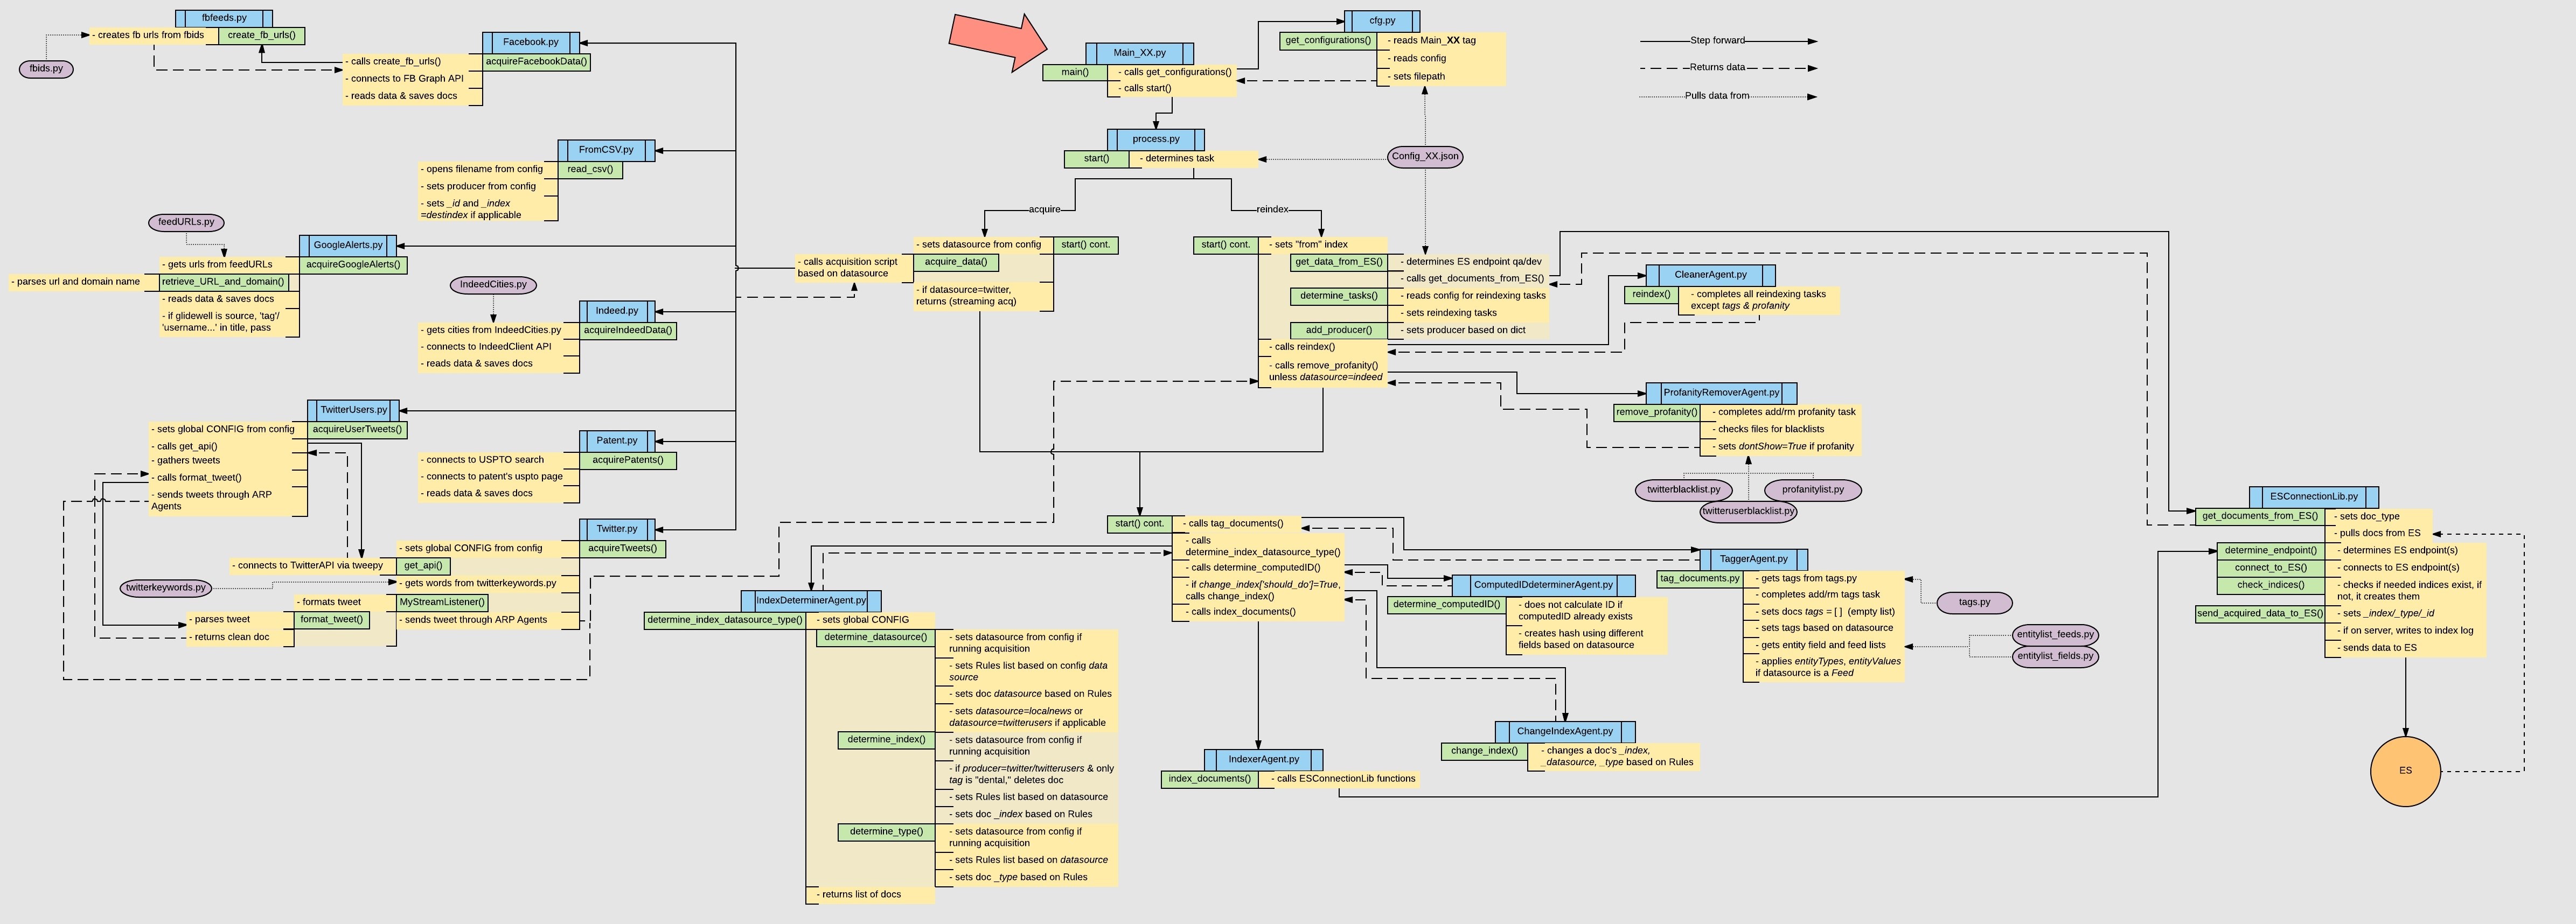 fbfeeds.py
- creates fb urls from fbids
create_fb_urls()
fbids.py
Facebook.py
acquireFacebookData()
- calls create_fb_urls()
- connects to FB Graph API
- reads data & saves docs
FromCSV.py
read_csv()
- opens filename from config
- sets producer from config
- sets _id and _index
=destindex if applicable
feedURLs.py
GoogleAlerts.py
acquireGoogleAlerts()
- gets urls from feedURLs
- parses url and domain name
retrieve_URL_and_domain()
- reads data & saves docs
- if glidewell is source, 'tag'/
'username...' in title, pass
IndeedCities.py
Indeed.py
acquireIndeedData()
- gets cities from IndeedCities.py
- connects to IndeedClient API
- reads data & saves docs
TwitterUsers.py
acquireUserTweets()
- sets global CONFIG from config
- calls get_api()
- gathers tweets
- calls format_tweet()
- sends tweets through ARP
Agents
Patent.py
acquirePatents()
- connects to USPTO search
- connects to patent's uspto page
- reads data & saves docs
Twitter.py
acquireTweets()
- sets global CONFIG from config
- connects to TwitterAPI via tweepy
get_api()
twitterkeywords.py
- gets words from twitterkeywords.py
- formats tweet
MyStreamListener()
- parses tweet
format_tweet()
- sends tweet through ARP Agents
- returns clean doc
Main_XX.py
main()
- calls get_configurations()
- calls start()
cfg.py
get_configurations()
- reads Main_XX tag
- reads config
- sets filepath
Step forward
Returns data
Pulls data from
process.py
start()
- determines task
Config_XX.json
acquire
reindex
- sets datasource from config
start() cont.
- calls acquisition script
based on datasource
acquire_data()
- if datasource=twitter,
returns (streaming acq)
start() cont.
- sets "from" index
get_data_from_ES()
- determines ES endpoint qa/dev
- calls get_documents_from_ES()
determine_tasks()
- reads config for reindexing tasks
- sets reindexing tasks
add_producer()
- sets producer based on dict
- calls reindex()
- calls remove_profanity()
unless datasource=indeed
CleanerAgent.py
reindex()
- completes all reindexing tasks
except tags & profanity
ProfanityRemoverAgent.py
remove_profanity()
- completes add/rm profanity task
- checks files for blacklists
- sets dontShow=True if profanity
twitterblacklist.py
profanitylist.py
twitteruserblacklist.py
start() cont.
- calls tag_documents()
- calls
determine_index_datasource_type()
- calls determine_computedID()
- if change_index['should_do']=True,
calls change_index()
- calls index_documents()
TaggerAgent.py
tag_documents.py
- gets tags from tags.py
- completes add/rm tags task
- sets docs tags = [ ] (empty list)
- sets tags based on datasource
- gets entity field and feed lists
- applies entityTypes, entityValues
if datasource is a Feed
tags.py
entitylist_feeds.py
entitylist_fields.py
ComputedIDdeterminerAgent.py
determine_computedID()
- does not calculate ID if
computedID already exists
- creates hash using different
fields based on datasource
IndexDeterminerAgent.py
determine_index_datasource_type()
- sets global CONFIG
determine_datasource()
- sets datasource from config if
running acquisition
- sets Rules list based on config data
source
- sets doc datasource based on Rules
- sets datasource=localnews or
datasource=twitterusers if applicable
determine_index()
- sets datasource from config if
running acquisition
- if producer=twitter/twitterusers & only
tag is "dental," deletes doc
- sets Rules list based on datasource
- sets doc _index based on Rules
determine_type()
- sets datasource from config if
running acquisition
- sets Rules list based on datasource
- sets doc _type based on Rules
- returns list of docs
ChangeIndexAgent.py
change_index()
- changes a doc's _index,
_datasource, _type based on Rules
IndexerAgent.py
index_documents()
- calls ESConnectionLib functions
ESConnectionLib.py
get_documents_from_ES()
- sets doc_type
- pulls docs from ES
determine_endpoint()
- determines ES endpoint(s)
connect_to_ES()
- connects to ES endpoint(s)
check_indices()
- checks if needed indices exist, if
not, it creates them
send_acquired_data_to_ES()
- sets _index/_type/_id
- if on server, writes to index log
- sends data to ES
ES